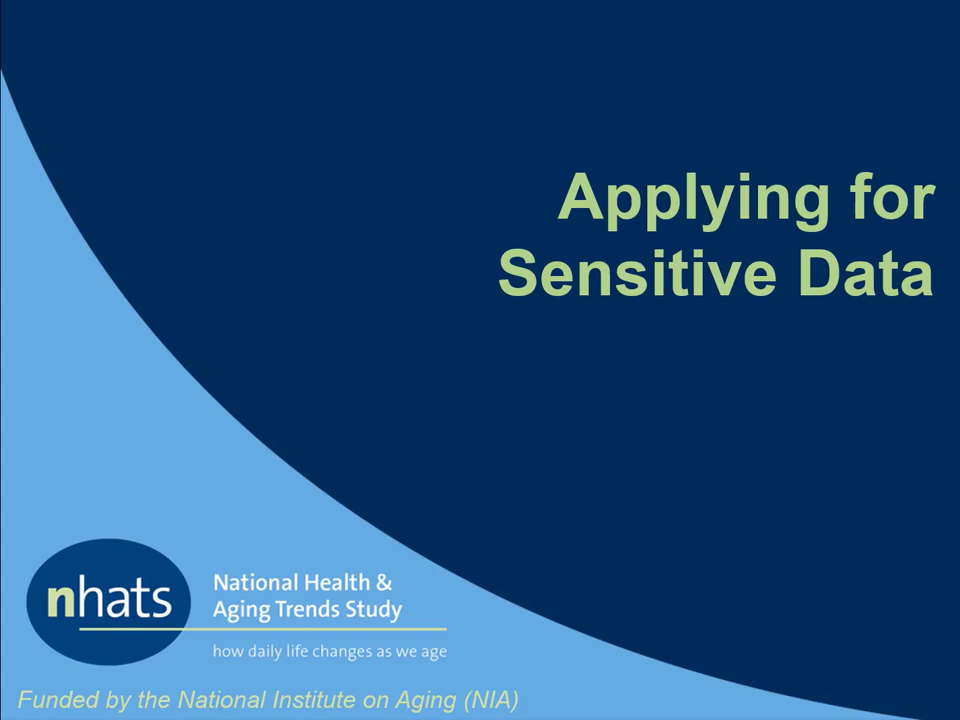 Applying for
Sensitive Data
nhats
National Health &
Aging Trends Study
how daily life changes as we age
Funded by the National Institute on Aging (NIA)